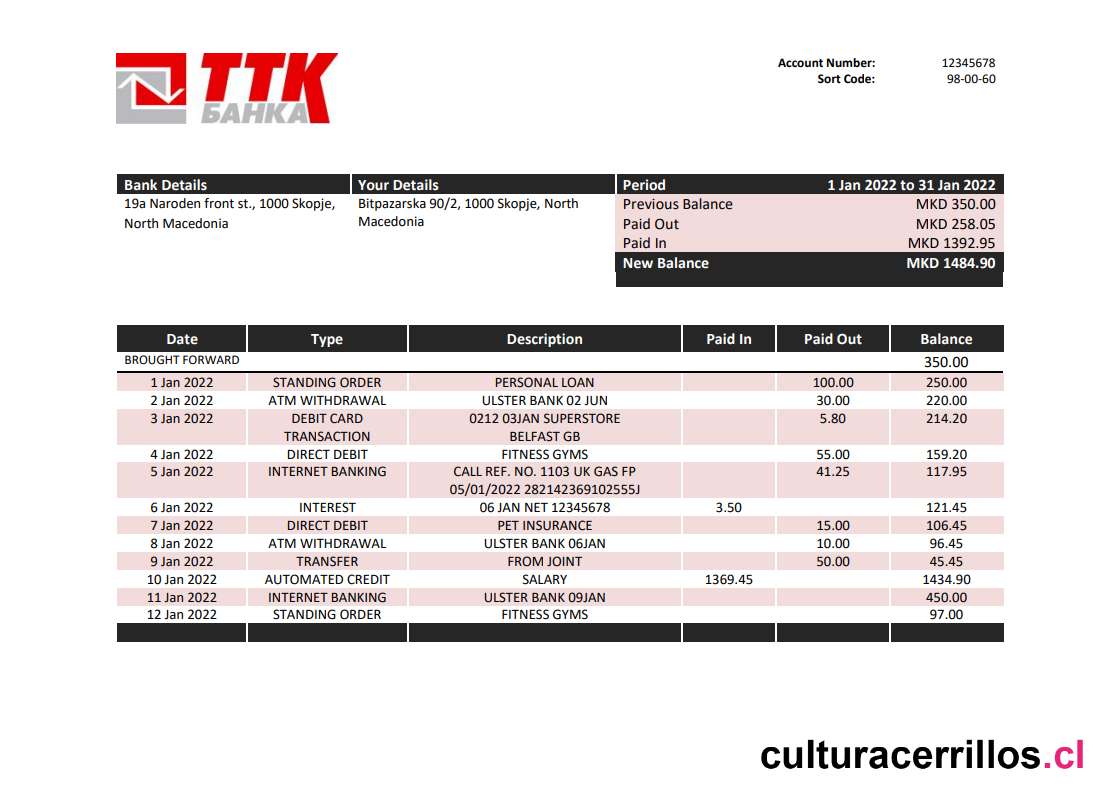 ТТК
БАНКА
Account Number: 12345678
Sort Code: 98-00-60
Bank Details Your Details Period 1 Jan 2022 to 31 Jan 2022
19a Naroden front st., 1000 Skopje, Bitpazarska 90/2, 1000 Skopje, North Previous Balance MKD 350.00
North Macedonia Macedonia Paid Out MKD 258.05
Paid In MKD 1392.95
New Balance MKD 1484.90
Date Type Description Paid In Paid Out Balance
BROUGHT FORWARD 350.00
1 Jan 2022 STANDING ORDER PERSONAL LOAN 100.00 250.00
2 Jan 2022 ATM WITHDRAWAL ULSTER BANK 02 JUN 30.00 220.00
3 Jan 2022 DEBIT CARD 0212 03JAN SUPERSTORE 5.80 214.20
TRANSACTION BELFAST GB
4 Jan 2022 DIRECT DEBIT FITNESS GYMS 55.00 159.20
5 Jan 2022 INTERNET BANKING CALL REF. NO. 1103 UK GAS FP 41.25 117.95
05/01/2022 282142369102555J
6 Jan 2022 INTEREST 06 JAN NET 12345678 3.50 121.45
7 Jan 2022 DIRECT DEBIT PET INSURANCE 15.00 106.45
8 Jan 2022 ATM WITHDRAWAL ULSTER BANK 06JAN 10.00 96.45
9 Jan 2022 TRANSFER FROM JOINT 50.00 45.45
10 Jan 2022 AUTOMATED CREDIT SALARY 1369.45 1434.90
11 Jan 2022 INTERNET BANKING ULSTER BANK 09JAN 450.00
12 Jan 2022 STANDING ORDER FITNESS GYMS 97.00
culturacerrillos.cl